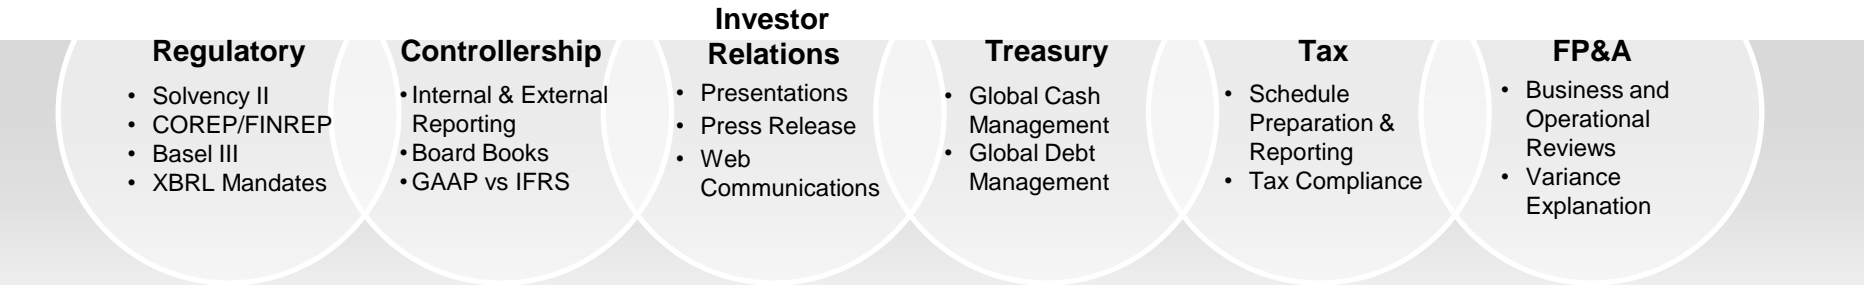 Regulatory
• Solvency II
• COREP/FINREP
• Basel III
• XBRL Mandates
Controllership
• Internal & External
Reporting
• Board Books
• GAAP vs IFRS
Investor
Relations
• Presentations
• Press Release
• Web
Communications
Treasury
• Global Cash
Management
• Global Debt
Management
Tax
• Schedule
Preparation &
Reporting
• Tax Compliance
FP&A
• Business and
Operational
Reviews
• Variance
Explanation